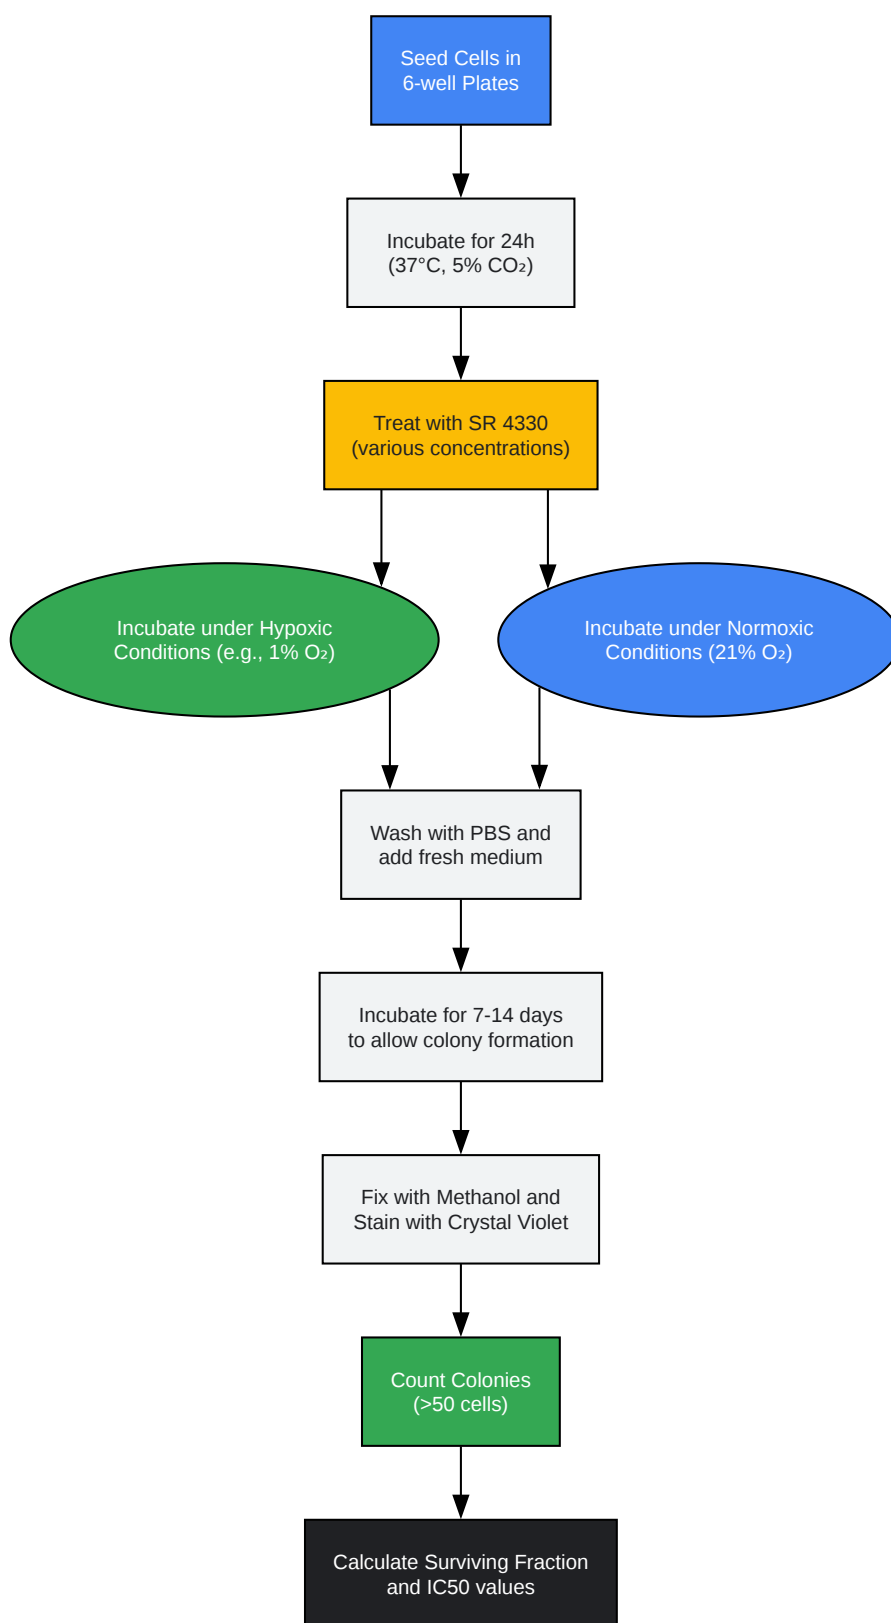 Seed Cells in
6-well Plates
Incubate for 24h
(37°C, 5% CO₂)
Treat with SR 4330
(various concentrations)
Incubate under Hypoxic
Conditions (e.g., 1% O₂)
Incubate under Normoxic
Conditions (21% O₂)
Wash with PBS and
add fresh medium
Incubate for 7-14 days
to allow colony formation
Fix with Methanol and
Stain with Crystal Violet
Count Colonies
(>50 cells)
Calculate Surviving Fraction
and IC50 values